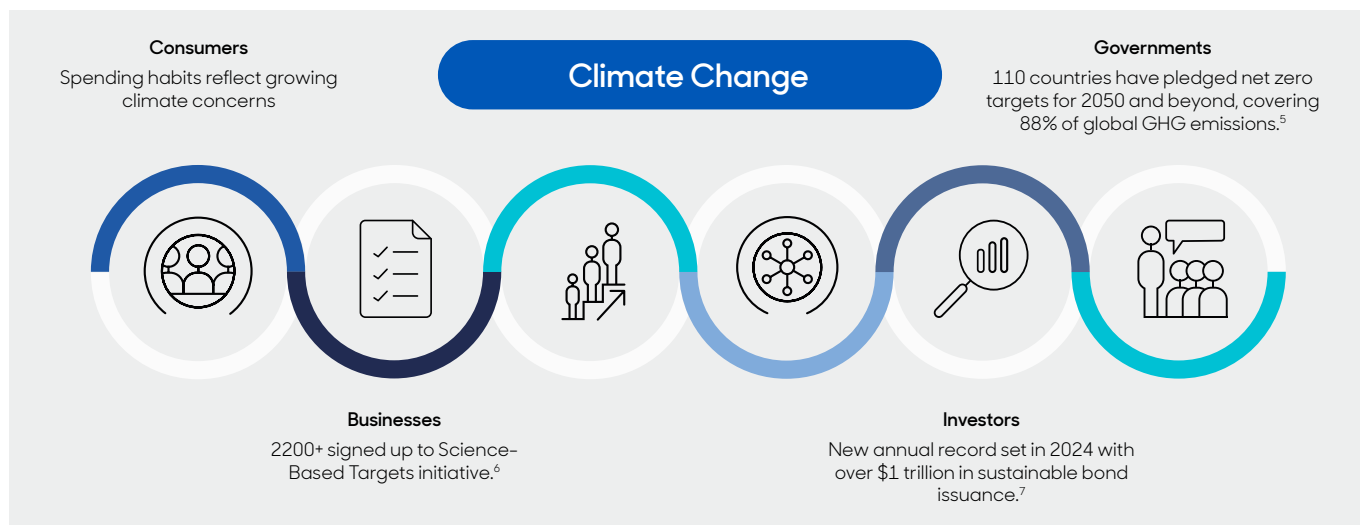 Climate Change
Consumers
Spending habits reflect growing
climate concerns
Governments
110 countries have pledged net zero
targets for 2050 and beyond, covering
88% of global GHG emissions.⁵
Businesses
2200+ signed up to Science-
Based Targets initiative.⁶
Investors
New annual record set in 2024 with
over $1 trillion in sustainable bond
issuance.⁷